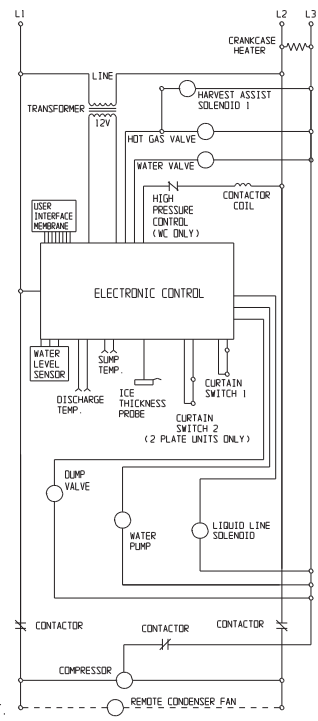 L1
L2
L3
CRANKCASE
HEATER
LINE
HARVEST ASSIST
SOLENOID 1
TRANSFORMER
12V
HOT GAS VALVE
WATER VALVE
USER
INTERFACE
MEMBRANE
HIGH
PRESSURE
CONTROL
(WC ONLY)
CONTACTOR
COIL
ELECTRONIC CONTROL
WATER
LEVEL
SENSOR
SUMP
TEMP.
DISCHARGE
TEMP.
ICE
THICKNESS
PROBE
CURTAIN
SWITCH 1
CURTAIN
SWITCH 2
(2 PLATE UNITS ONLY)
DUMP
VALVE
WATER
PUMP
LIQUID LINE
SOLENOID
CONTACTOR
CONTACTOR
CONTACTOR
COMPRESSOR
REMOTE CONDENSER FAN